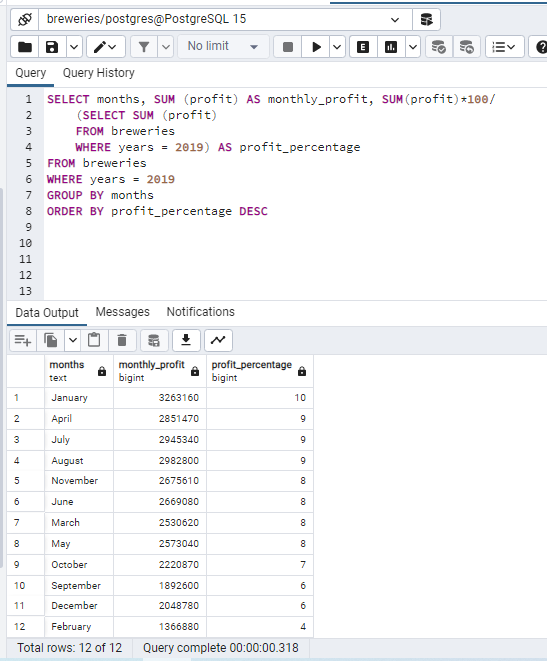 breweries/postgres@PostgreSQL 15
No limit
E
Query Query History
1 SELECT months, SUM (profit) AS monthly_profit, SUM(profit)*100/
2 (SELECT SUM (profit)
3 FROM breweries
4 WHERE years = 2019) AS profit_percentage
5 FROM breweries
6 WHERE years = 2019
7 GROUP BY months
8 ORDER BY profit_percentage DESC
9
10
11
12
13
Data Output Messages Notifications
months monthly_profit profit_percentage
text bigint bigint
1 January 3263160 10
2 April 2851470 9
3 July 2945340 9
4 August 2982800 9
5 November 2675610 8
6 June 2669080 8
7 March 2530620 8
8 May 2573040 8
9 October 2220870 7
10 September 1892600 6
11 December 2048780 6
12 February 1366880 4
Total rows: 12 of 12 Query complete 00:00:00.318